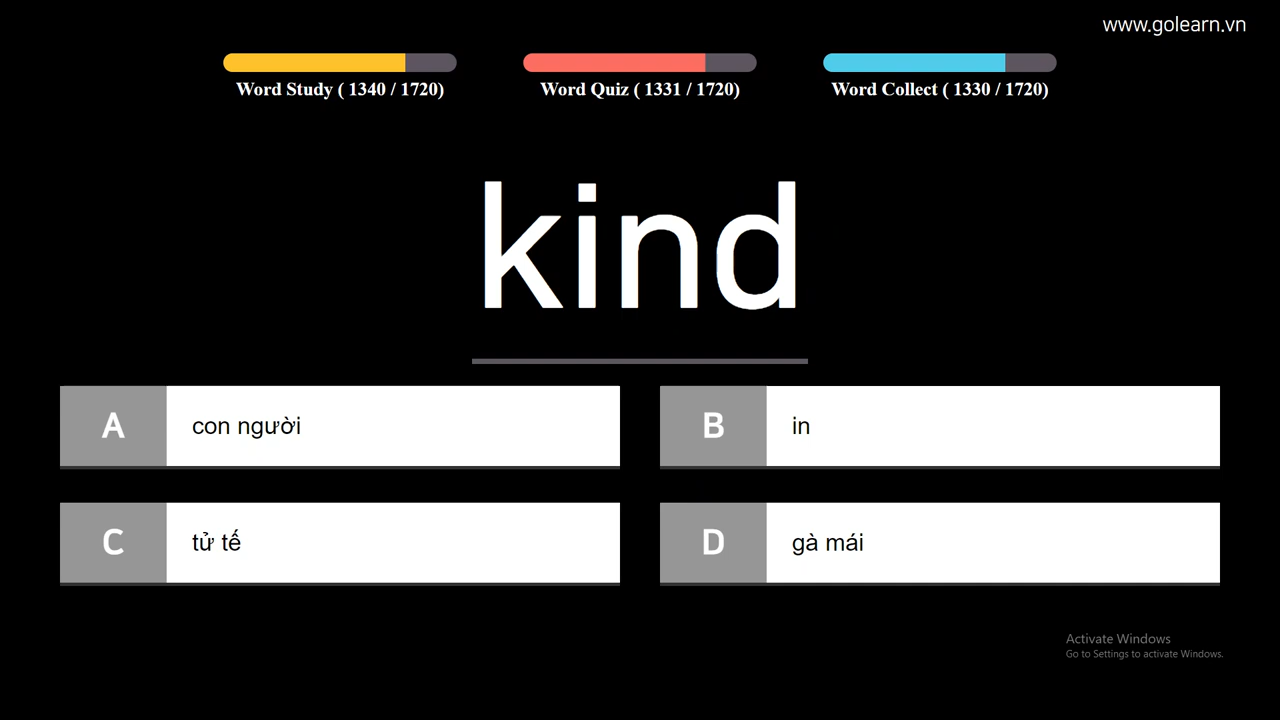 www.golearn.vn
Word Study ( 1340 / 1720)
Word Quiz ( 1331 / 1720)
Word Collect ( 1330 / 1720)
kind
A con người
B in
C tử tế
D gà mái
Activate Windows
Go to Settings to activate Windows.